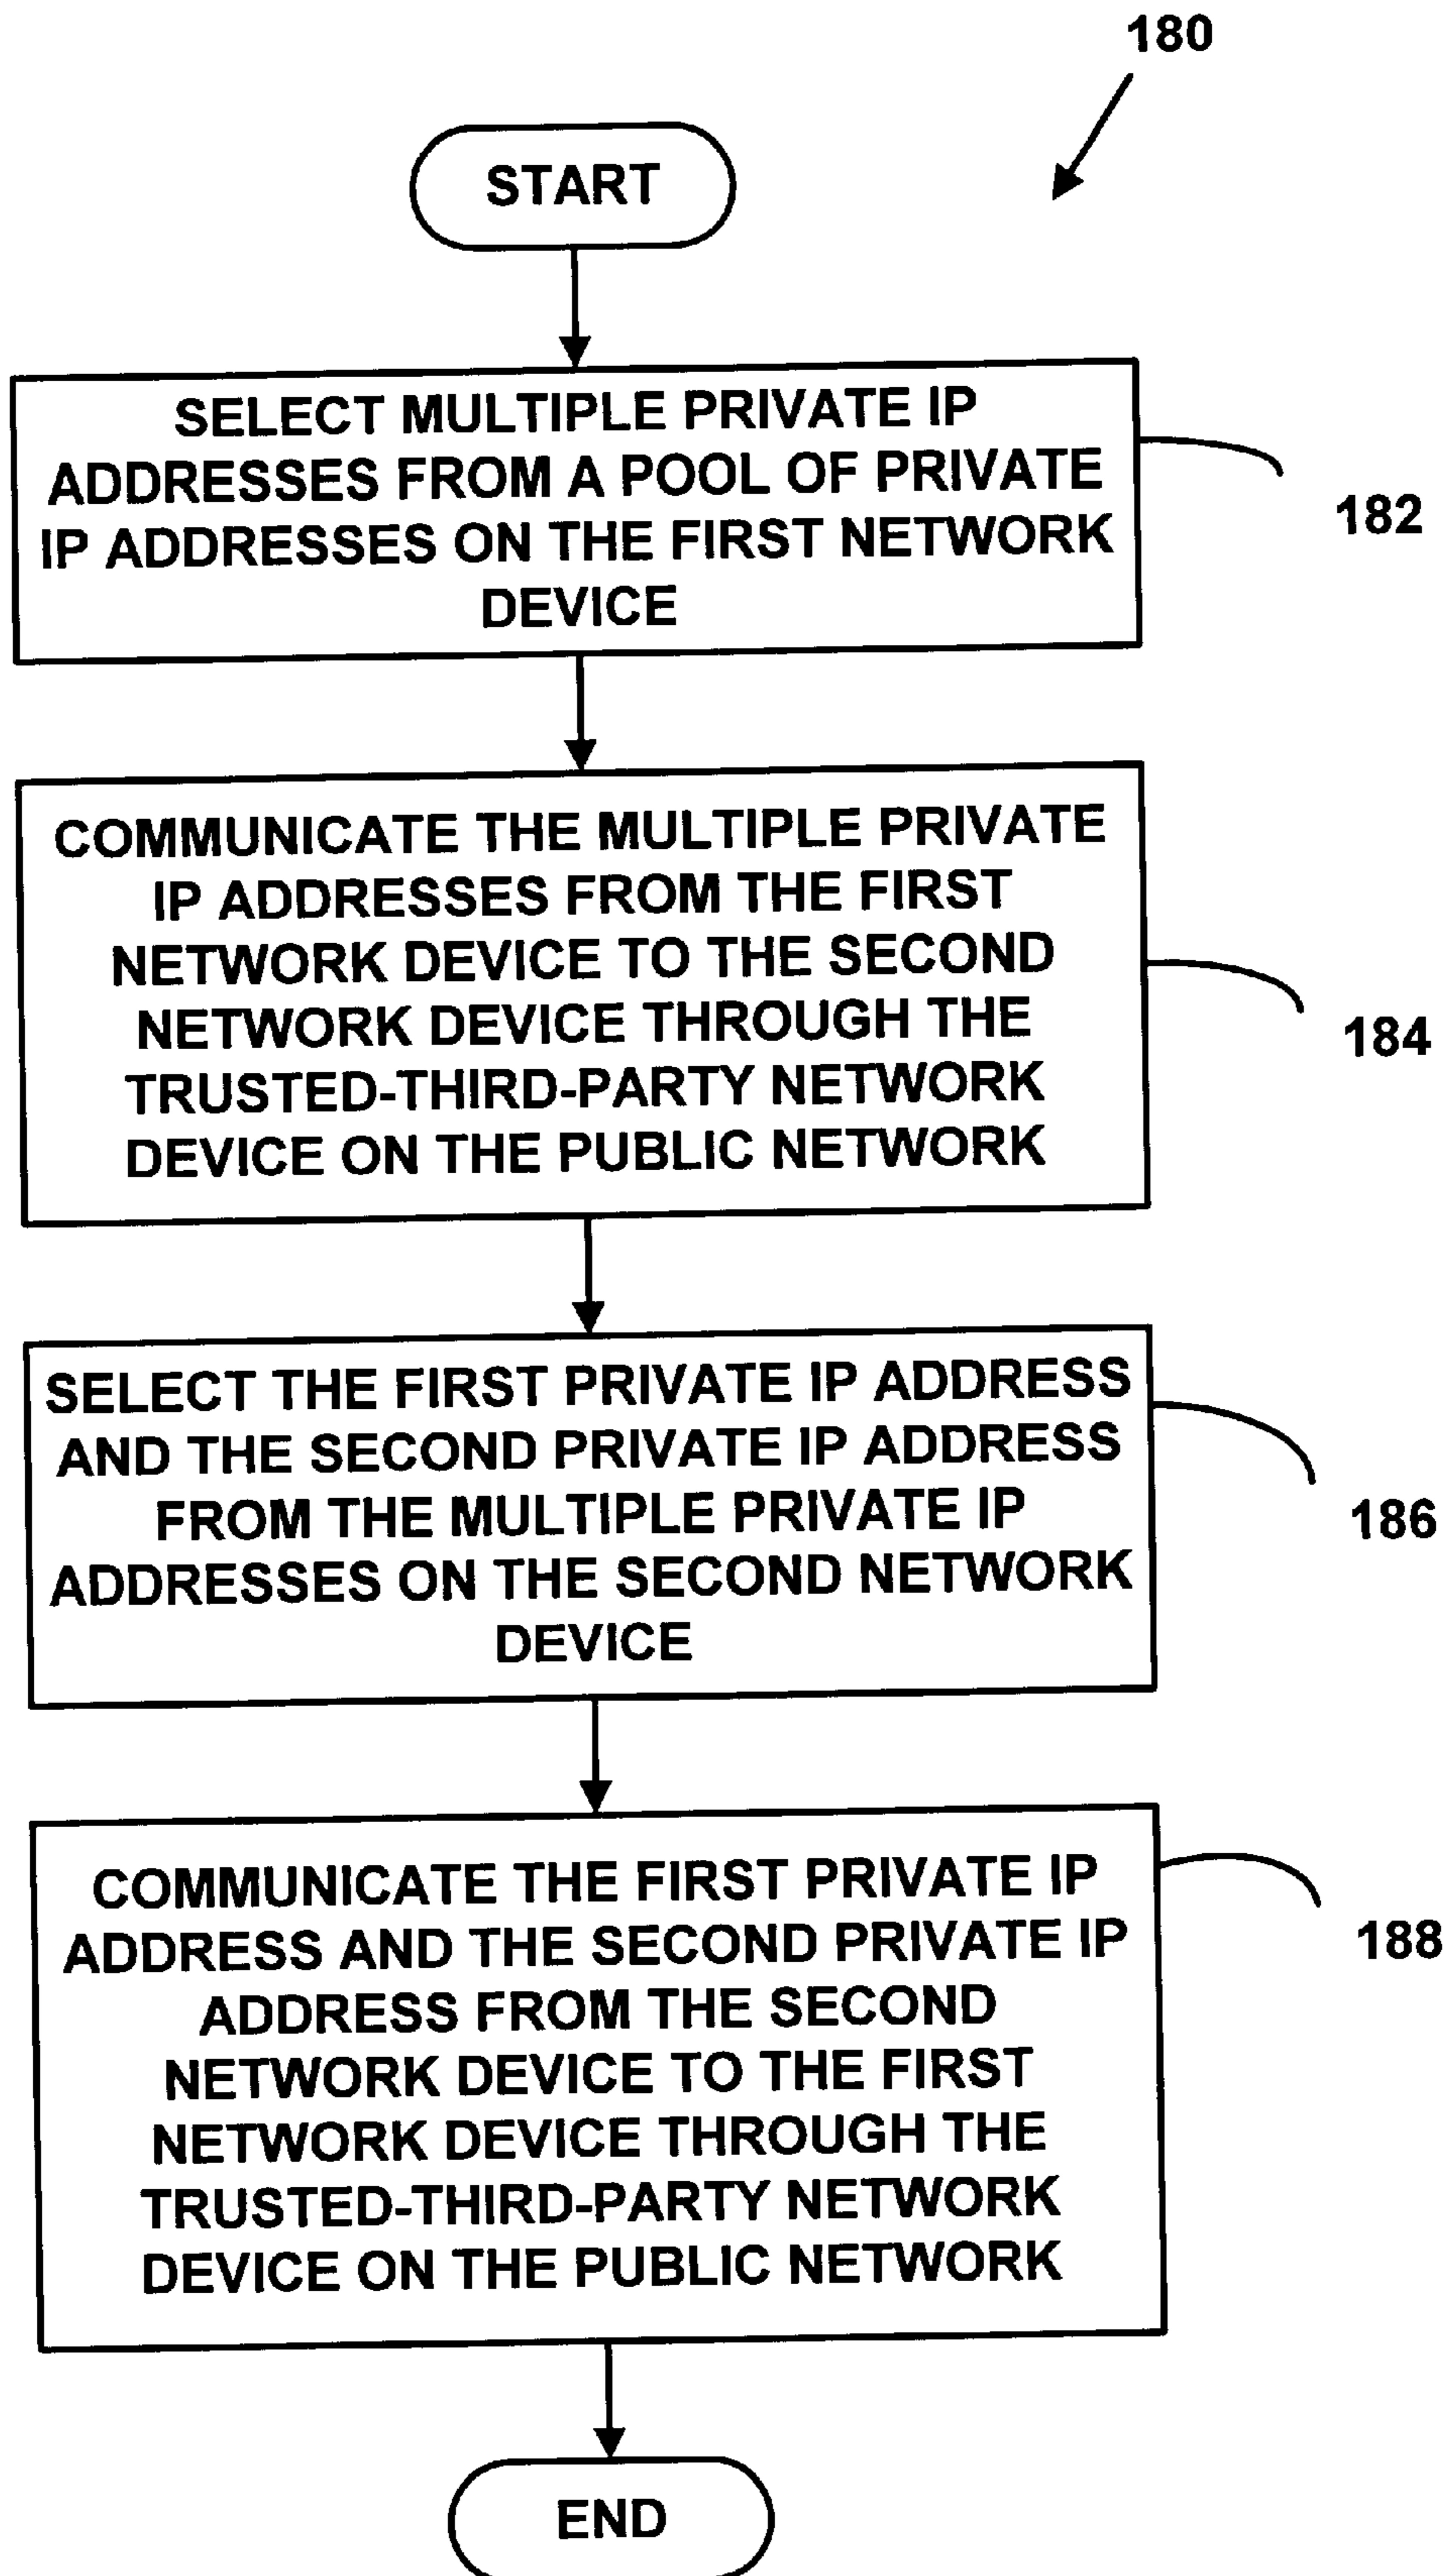 180
START
SELECT MULTIPLE PRIVATE IP
ADDRESSES FROM A POOL OF PRIVATE
IP ADDRESSES ON THE FIRST NETWORK
DEVICE
182
COMMUNICATE THE MULTIPLE PRIVATE
IP ADDRESSES FROM THE FIRST
NETWORK DEVICE TO THE SECOND
NETWORK DEVICE THROUGH THE
TRUSTED-THIRD-PARTY NETWORK
DEVICE ON THE PUBLIC NETWORK
184
SELECT THE FIRST PRIVATE IP ADDRESS
AND THE SECOND PRIVATE IP ADDRESS
FROM THE MULTIPLE PRIVATE IP
ADDRESSES ON THE SECOND NETWORK
DEVICE
186
COMMUNICATE THE FIRST PRIVATE IP
ADDRESS AND THE SECOND PRIVATE IP
ADDRESS FROM THE SECOND
NETWORK DEVICE TO THE FIRST
NETWORK DEVICE THROUGH THE
TRUSTED-THIRD-PARTY NETWORK
DEVICE ON THE PUBLIC NETWORK
188
END